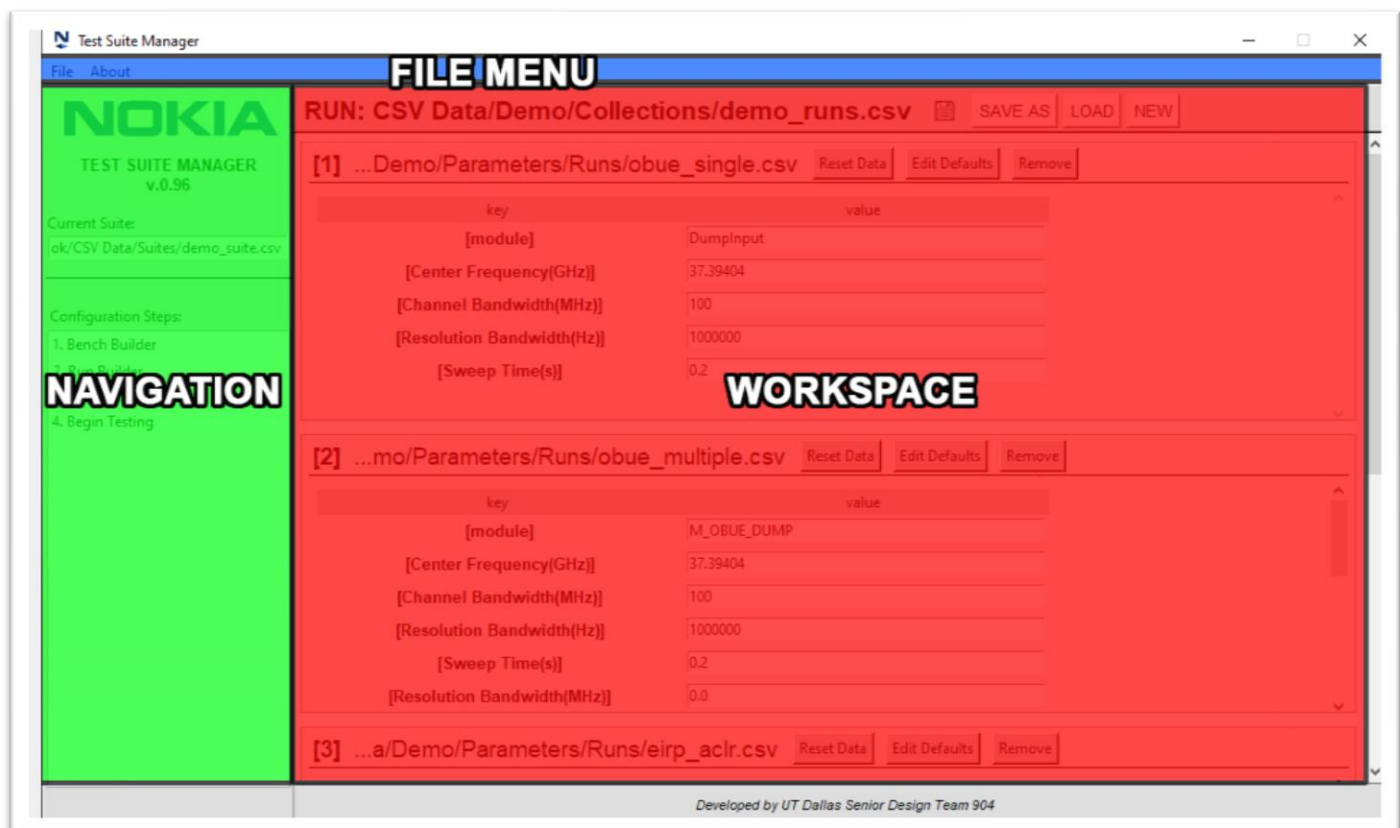 Test Suite Manager
File About
FILE MENU
NOKIA
TEST SUITE MANAGER
v.0.96
Current Suite:
ok/CSV Data/Suites/demo_suite.csv
Configuration Steps:
1. Bench Builder
2. Run Builder
NAVIGATION
4. Begin Testing
RUN: CSV Data/Demo/Collections/demo_runs.csv SAVE AS LOAD NEW
[1] ...Demo/Parameters/Runs/obue_single.csv Reset Data Edit Defaults Remove
key value
[module] DumpInput
[Center Frequency(GHz)] 37.39404
[Channel Bandwidth(MHz)] 100
[Resolution Bandwidth(Hz)] 1000000
[Sweep Time(s)] 0.2
WORKSPACE
[2] ...mo/Parameters/Runs/obue_multiple.csv Reset Data Edit Defaults Remove
key value
[module] M_OBUE_DUMP
[Center Frequency(GHz)] 37.39404
[Channel Bandwidth(MHz)] 100
[Resolution Bandwidth(Hz)] 1000000
[Sweep Time(s)] 0.2
[Resolution Bandwidth(MHz)] 0.0
[3] ...a/Demo/Parameters/Runs/eirp_aclr.csv Reset Data Edit Defaults Remove
Developed by UT Dallas Senior Design Team 904